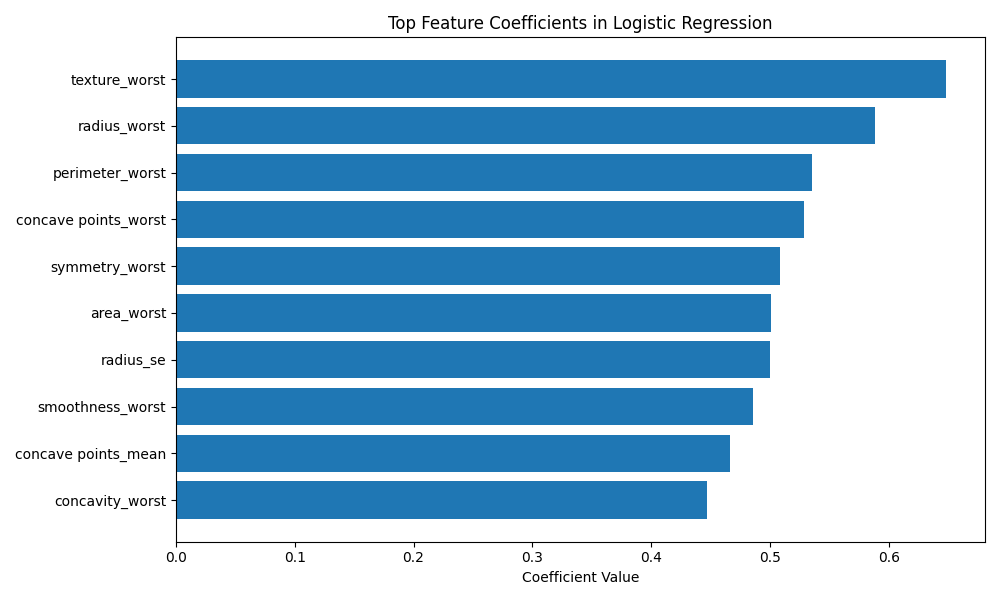 Top Feature Coefficients in Logistic Regression
texture_worst
radius_worst
perimeter_worst
concave points_worst
symmetry_worst
area_worst
radius_se
smoothness_worst
concave points_mean
concavity_worst
0.0 0.1 0.2 0.3 0.4 0.5 0.6
Coefficient Value